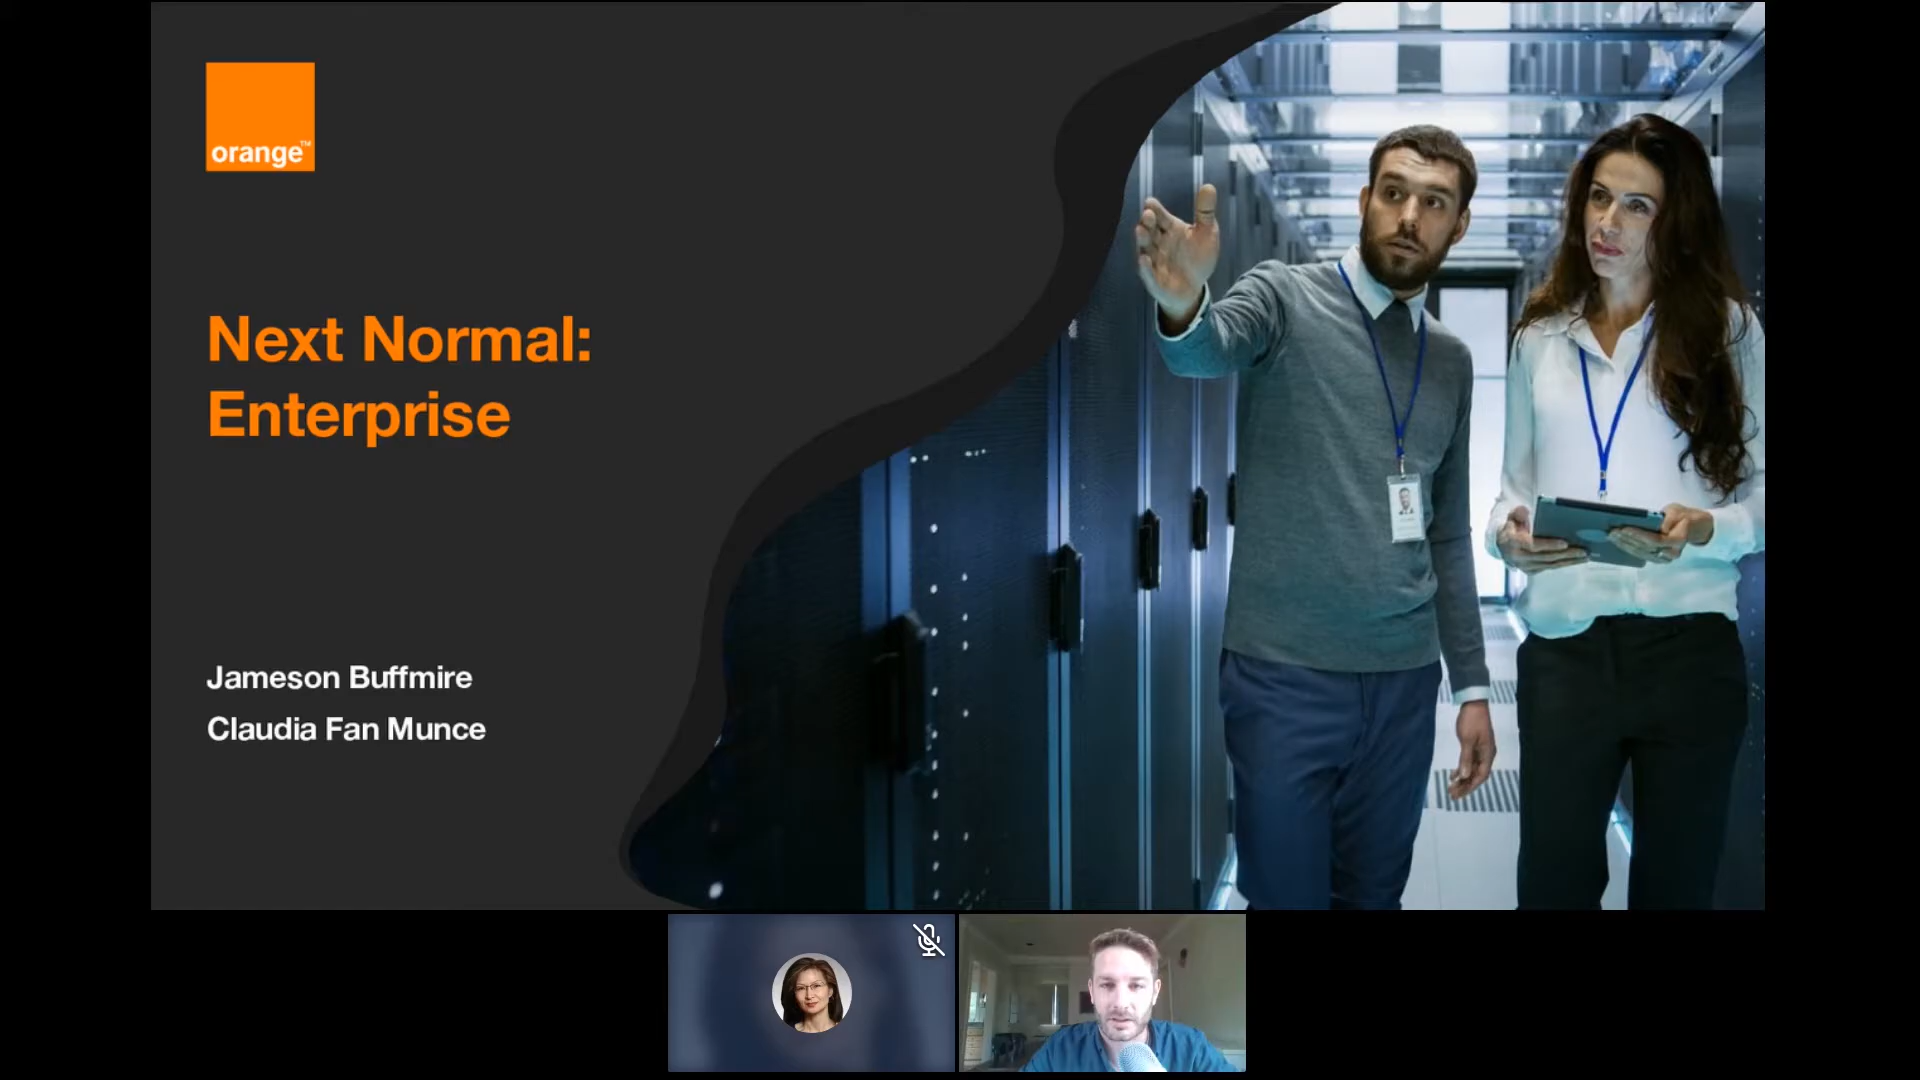 orange™
Next Normal:
Enterprise
Jameson Buffmire
Claudia Fan Munce